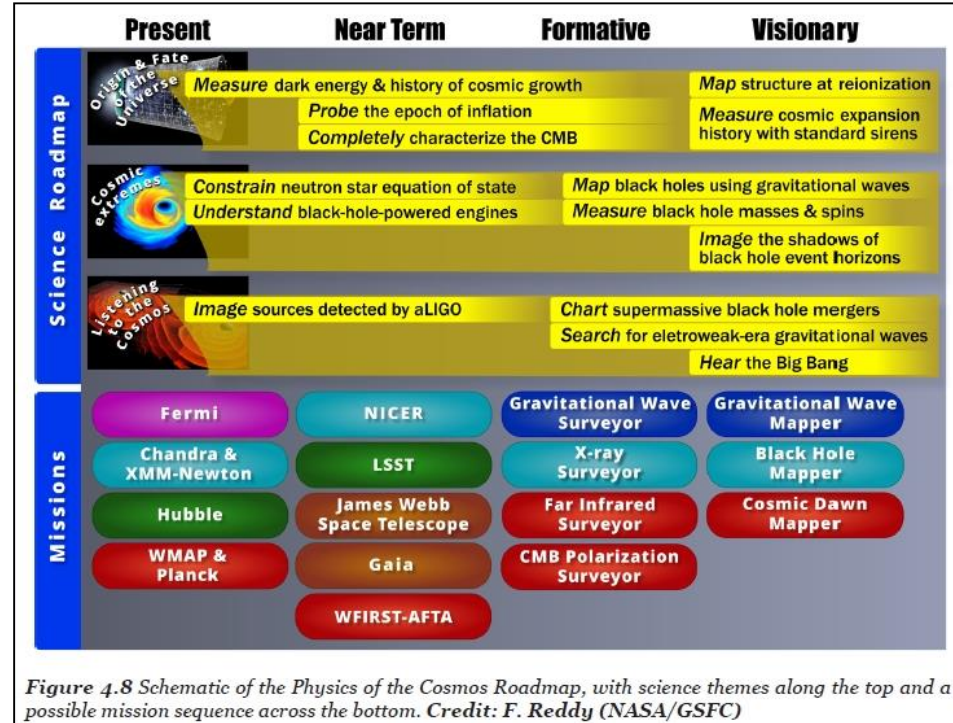 Present Near Term Formative Visionary
Science Roadmap
Origin & Fate
of the
Universe
Measure dark energy & history of cosmic growth
Probe the epoch of inflation
Completely characterize the CMB
Map structure at reionization
Measure cosmic expansion
history with standard sirens
Cosmic
extremes
Constrain neutron star equation of state
Understand black-hole-powered engines
Map black holes using gravitational waves
Measure black hole masses & spins
Image the shadows of
black hole event horizons
Listening
to the
Cosmos
Image sources detected by aLIGO
Chart supermassive black hole mergers
Search for eletroweak-era gravitational waves
Hear the Big Bang
Missions
Fermi
Chandra &
XMM-Newton
Hubble
WMAP &
Planck
NICER
LSST
James Webb
Space Telescope
Gaia
WFIRST-AFTA
Gravitational Wave
Surveyor
X-ray
Surveyor
Far Infrared
Surveyor
CMB Polarization
Surveyor
Gravitational Wave
Mapper
Black Hole
Mapper
Cosmic Dawn
Mapper
Figure 4.8 Schematic of the Physics of the Cosmos Roadmap, with science themes along the top and a
possible mission sequence across the bottom. Credit: F. Reddy (NASA/GSFC)